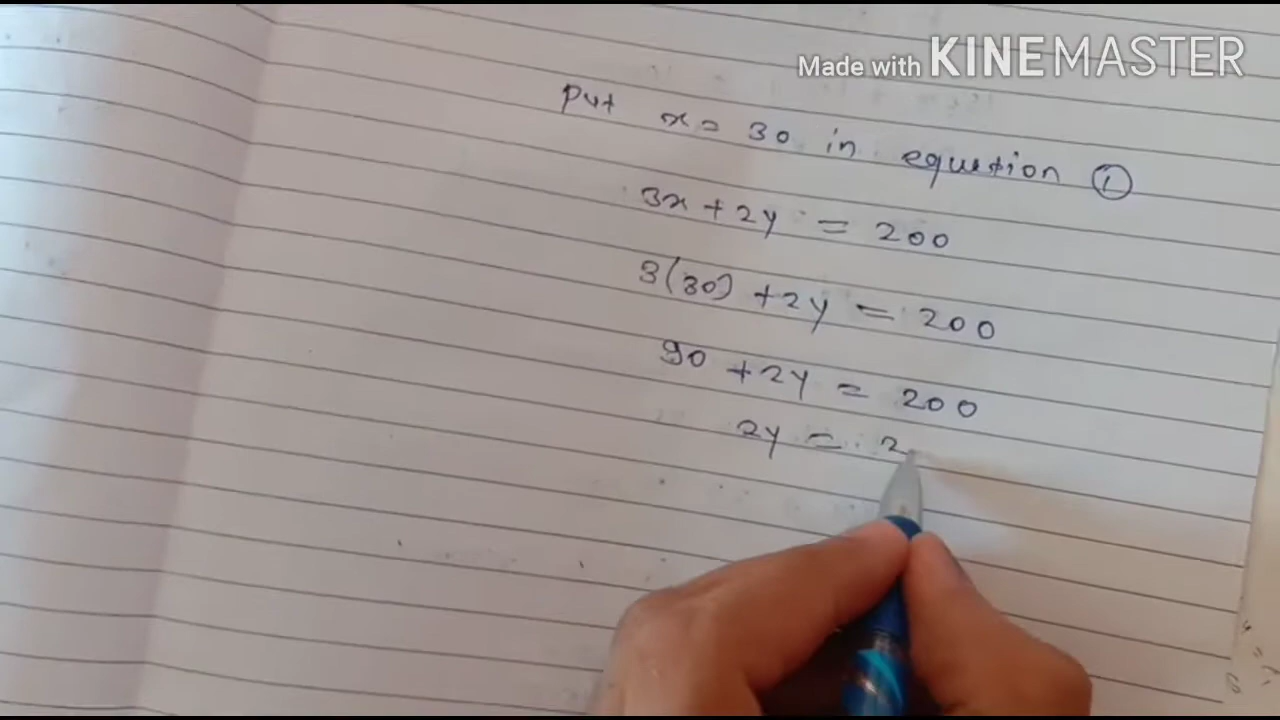 Made with KINEMASTER
put x = 30 in equetion ①
3x + 2y = 200
3(30) + 2y = 200
90 + 2y = 200
2y = 2